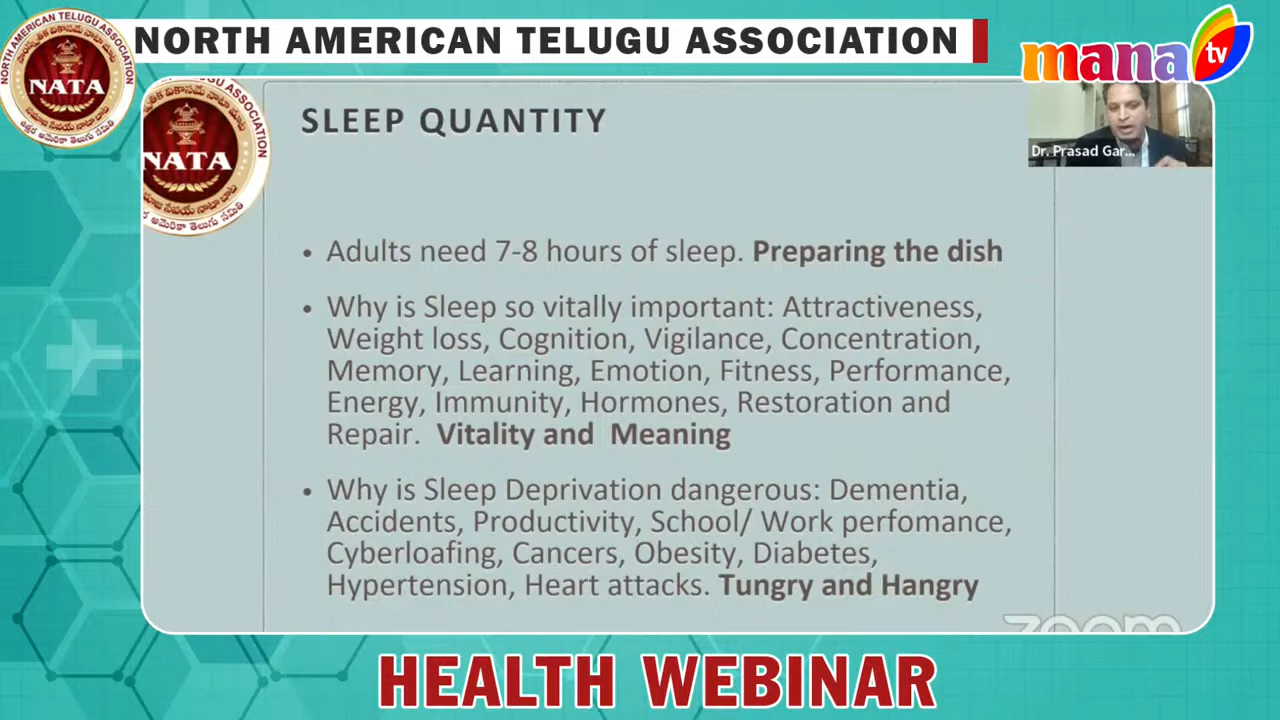 NORTH AMERICAN TELUGU ASSOCIATION
NATA
mana tv
NATA
SLEEP QUANTITY
Dr. Prasad Gar...
• Adults need 7-8 hours of sleep. Preparing the dish
• Why is Sleep so vitally important: Attractiveness,
Weight loss, Cognition, Vigilance, Concentration,
Memory, Learning, Emotion, Fitness, Performance,
Energy, Immunity, Hormones, Restoration and
Repair. Vitality and Meaning
• Why is Sleep Deprivation dangerous: Dementia,
Accidents, Productivity, School/ Work perfomance,
Cyberloafing, Cancers, Obesity, Diabetes,
Hypertension, Heart attacks. Tungry and Hangry
zoom
HEALTH WEBINAR